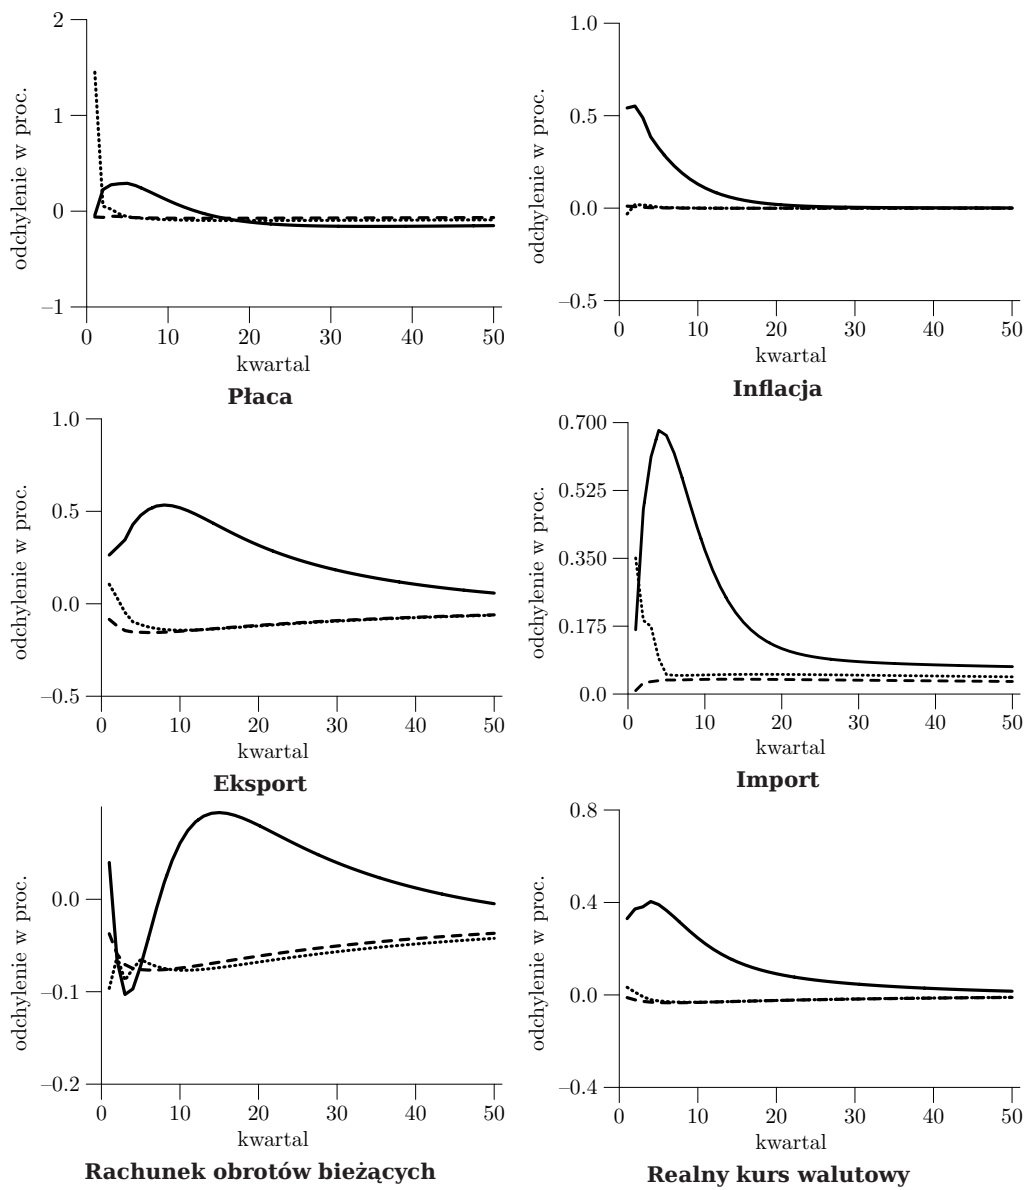 2
1
0
–1
odchylenie w proc.
0 10 20 30 40 50
kwartal
Płaca
1.0
0.5
0.0
–0.5
odchylenie w proc.
0 10 20 30 40 50
kwartal
Inflacja
1.0
0.5
0.0
–0.5
odchylenie w proc.
0 10 20 30 40 50
kwartal
Eksport
0.700
0.525
0.350
0.175
0.0
odchylenie w proc.
0 10 20 30 40 50
kwartal
Import
0.0
–0.1
–0.2
odchylenie w proc.
0 10 20 30 40 50
kwartal
Rachunek obrotów bieżących
0.8
0.4
0.0
–0.4
odchylenie w proc.
0 10 20 30 40 50
kwartal
Realny kurs walutowy